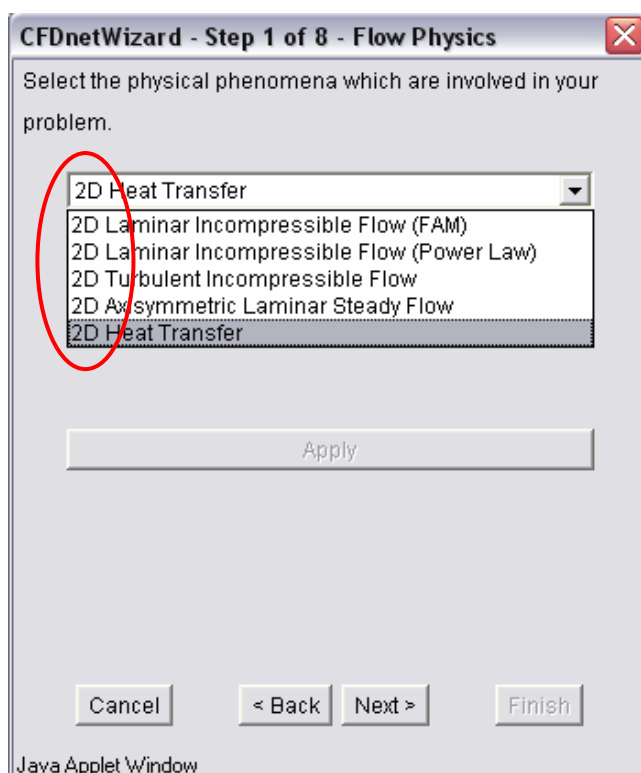 CFDnetWizard - Step 1 of 8 - Flow Physics
Select the physical phenomena which are involved in your
problem.
2D Heat Transfer
2D Laminar Incompressible Flow (FAM)
2D Laminar Incompressible Flow (Power Law)
2D Turbulent Incompressible Flow
2D Axisymmetric Laminar Steady Flow
2D Heat Transfer
Apply
Cancel < Back Next > Finish
Java Applet Window